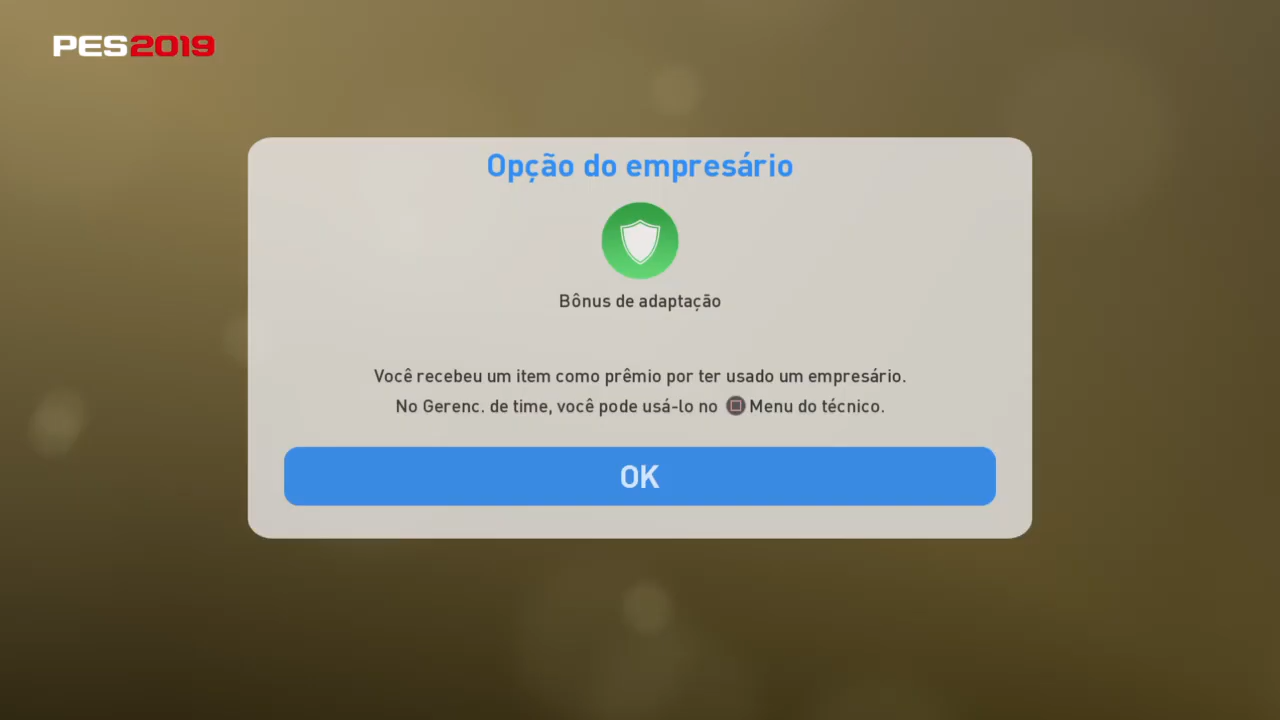 PES2019
Opção do empresário
Bônus de adaptação
Você recebeu um item como prêmio por ter usado um empresário.
No Gerenc. de time, você pode usá-lo no Menu do técnico.
OK